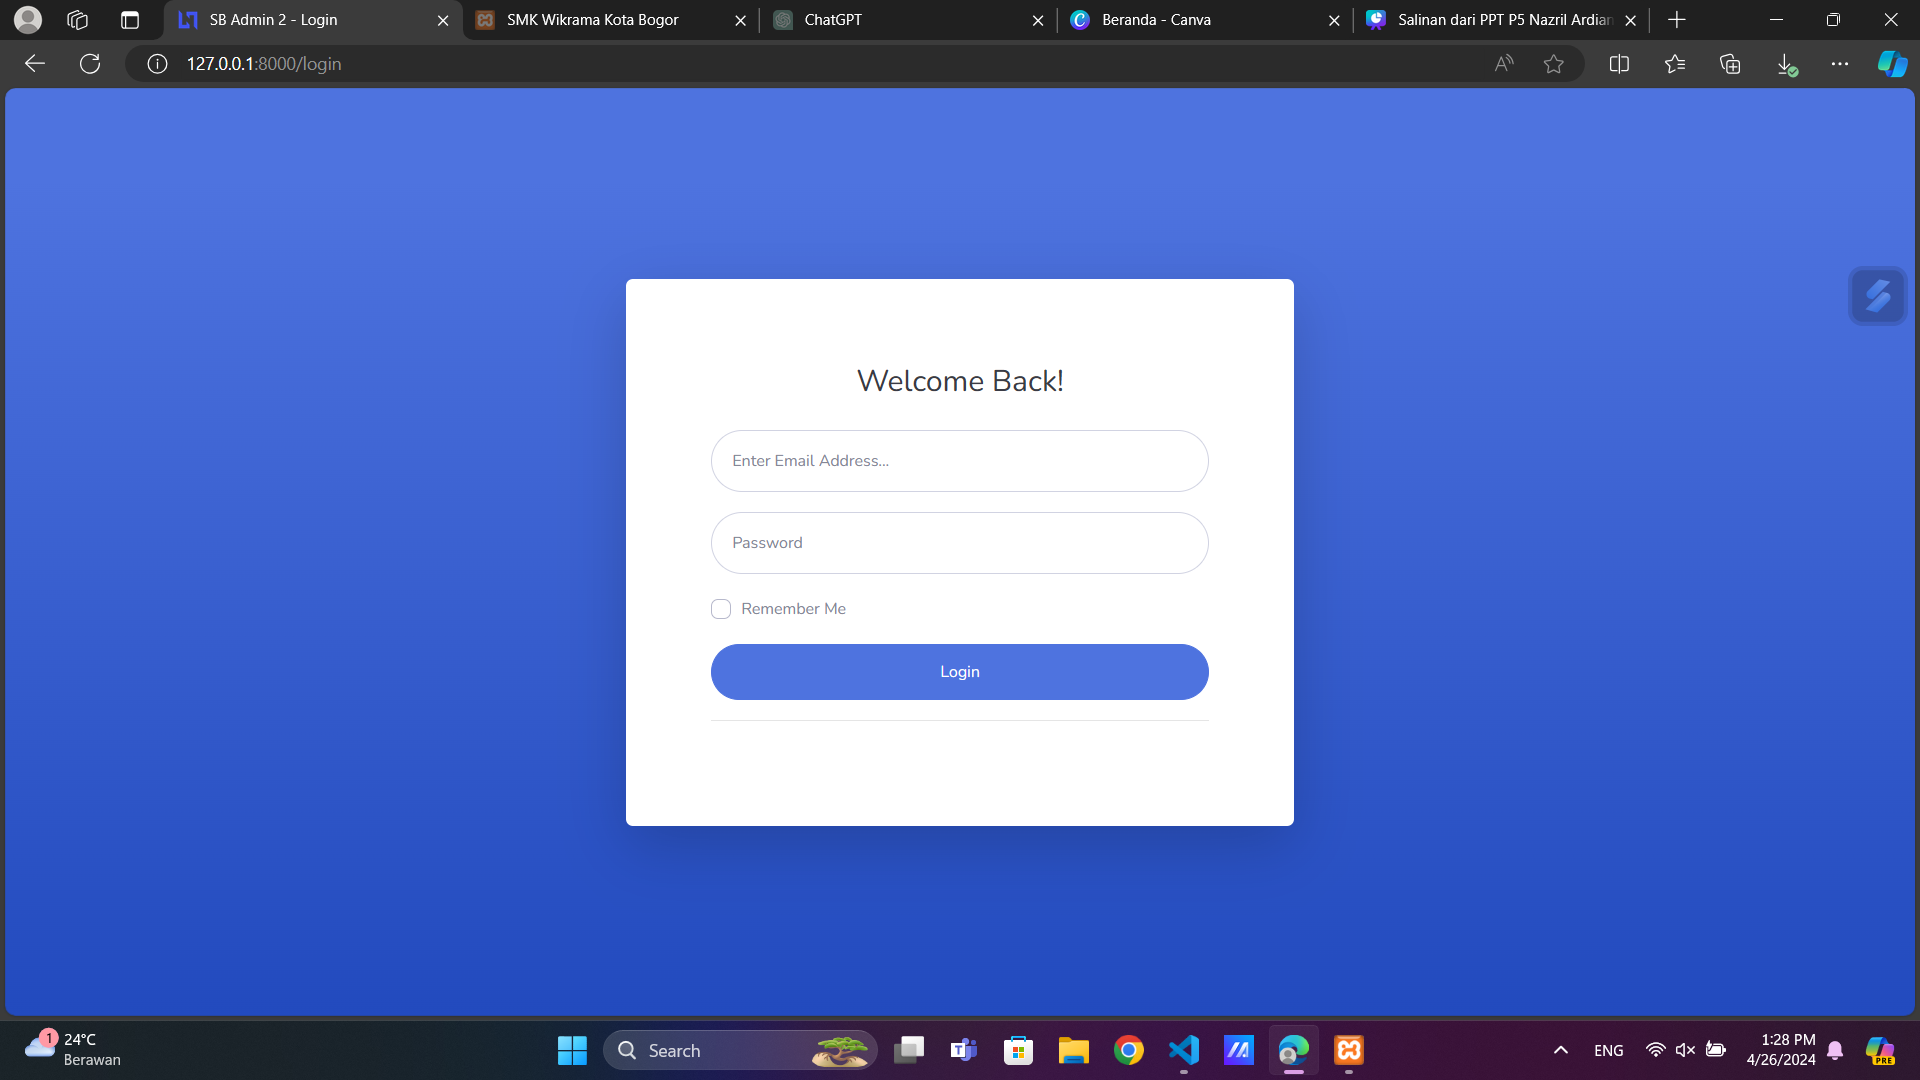 SB Admin 2 - Login
SMK Wikrama Kota Bogor
ChatGPT
Beranda - Canva
Salinan dari PPT P5 Nazril Ardian
127.0.0.1:8000/login
Welcome Back!
Enter Email Address...
Password
Remember Me
Login
1
24°C
Berawan
Search
ENG
1:28 PM
4/26/2024
PRE